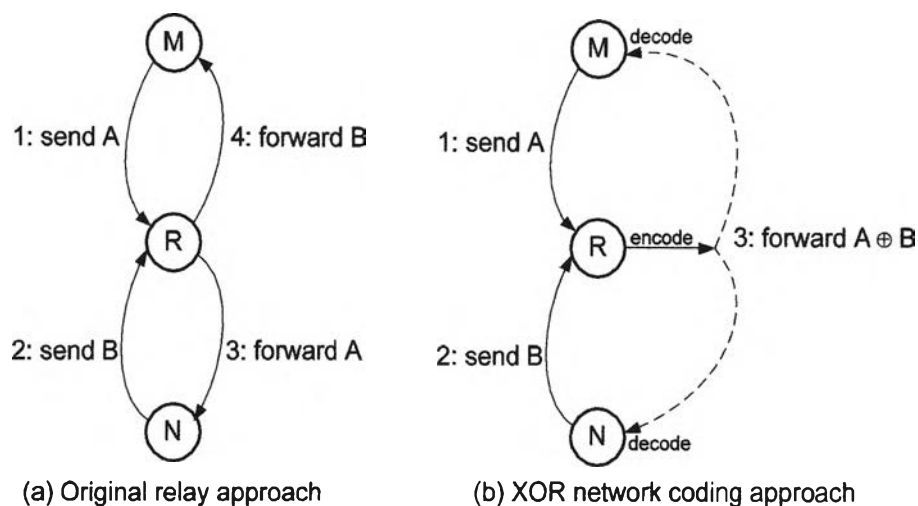 M
1: send A
4: forward B
R
2: send B
3: forward A
N
(a) Original relay approach
M
decode
1: send A
R
encode
3: forward A ⊕ B
2: send B
N
decode
(b) XOR network coding approach